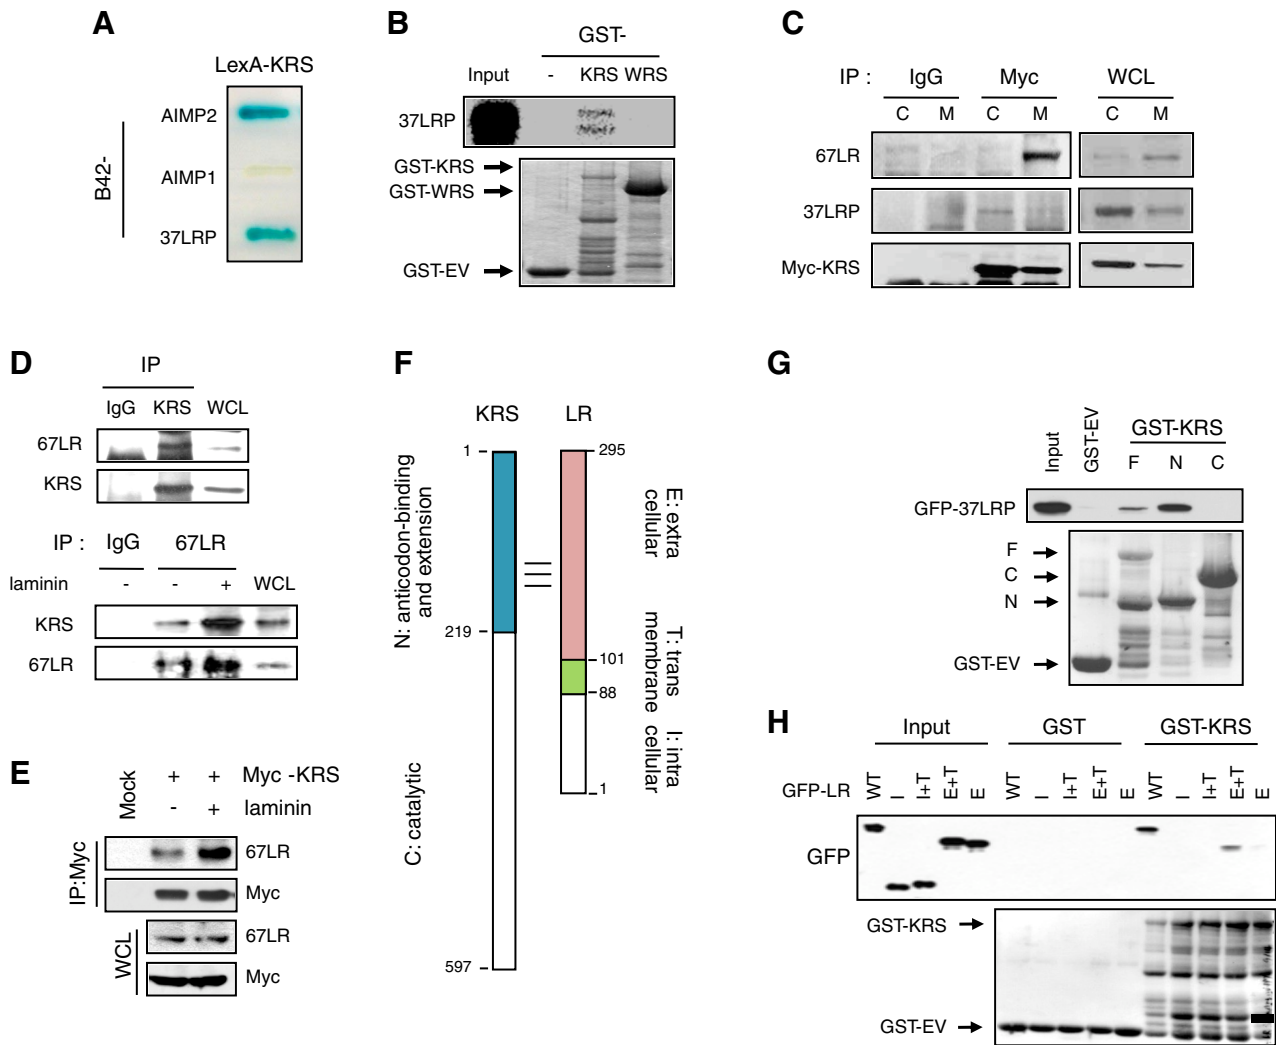 A
LexA-KRS
B42-
AIMP2
AIMP1
37LRP
B
GST-
Input - KRS WRS
37LRP
GST-KRS
GST-WRS
GST-EV
C
IP : IgG Myc WCL
C M C M C M
67LR
37LRP
Myc-KRS
D
IP
IgG KRS WCL
67LR
KRS
IP : IgG 67LR
laminin - - + WCL
KRS
67LR
E
Mock + + Myc -KRS
- + laminin
IP:Myc
67LR
Myc
WCL
67LR
Myc
F
KRS LR
1
219
597
295
101
88
1
N: anticodon-binding
and extension
C: catalytic
E: extra
cellular
T: trans
membrane
I: intra
cellular
G
Input GST-EV GST-KRS
F N C
GFP-37LRP
F
C
N
GST-EV
H
Input GST GST-KRS
GFP-LR WT I I+T E+T E WT I I+T E+T E WT I I+T E+T E
GFP
GST-KRS
GST-EV